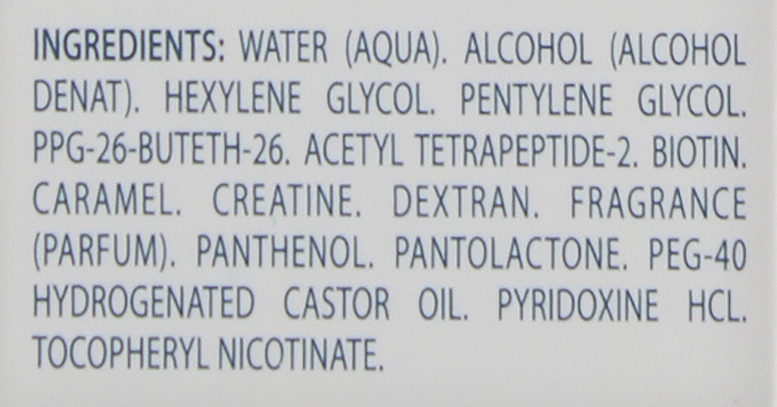 INGREDIENTS: WATER (AQUA). ALCOHOL (ALCOHOL
DENAT). HEXYLENE GLYCOL. PENTYLENE GLYCOL.
PPG-26-BUTETH-26. ACETYL TETRAPEPTIDE-2. BIOTIN.
CARAMEL. CREATINE. DEXTRAN. FRAGRANCE
(PARFUM). PANTHENOL. PANTOLACTONE. PEG-40
HYDROGENATED CASTOR OIL. PYRIDOXINE HCL.
TOCOPHERYL NICOTINATE.